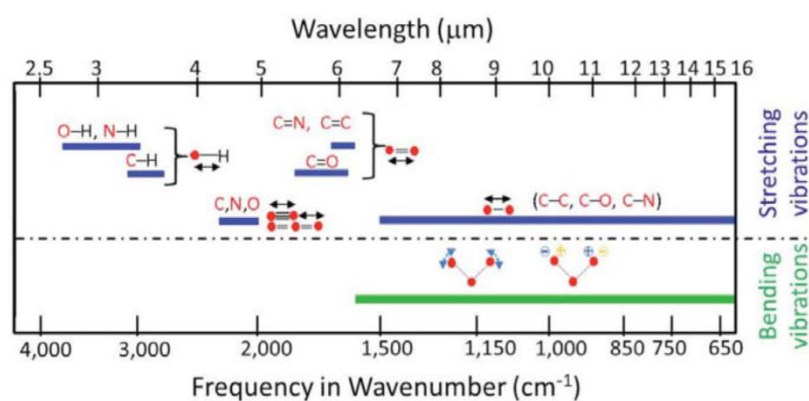 Wavelength (μm)
2.5 3 4 5 6 7 8 9 10 11 12 13 14 15 16
O–H, N–H
C–H
H
C=N, C=C
C=O
C,N,O
(C–C, C–O, C–N)
Stretching
vibrations
Bending
vibrations
4,000 3,000 2,000 1,500 1,150 1,000 850 750 650
Frequency in Wavenumber (cm⁻¹)